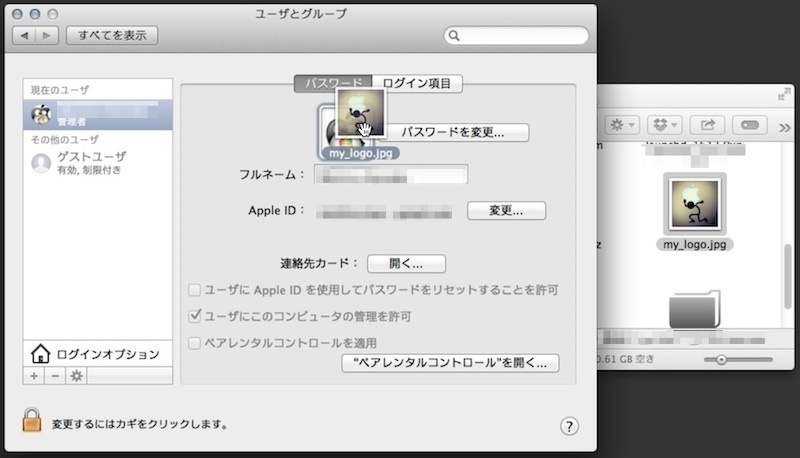 ユーザとグループ
すべてを表示
現在のユーザ
管理者
その他のユーザ
ゲストユーザ
有効, 制限付き
ログインオプション
パスワード
ログイン項目
パスワードを変更...
my_logo.jpg
フルネーム：
Apple ID：
変更...
連絡先カード：
開く...
ユーザに Apple ID を使用してパスワードをリセットすることを許可
ユーザにこのコンピュータの管理を許可
ペアレンタルコントロールを適用
“ペアレンタルコントロール”を開く...
変更するにはカギをクリックします。
?
my_logo.jpg
0.61 GB 空き